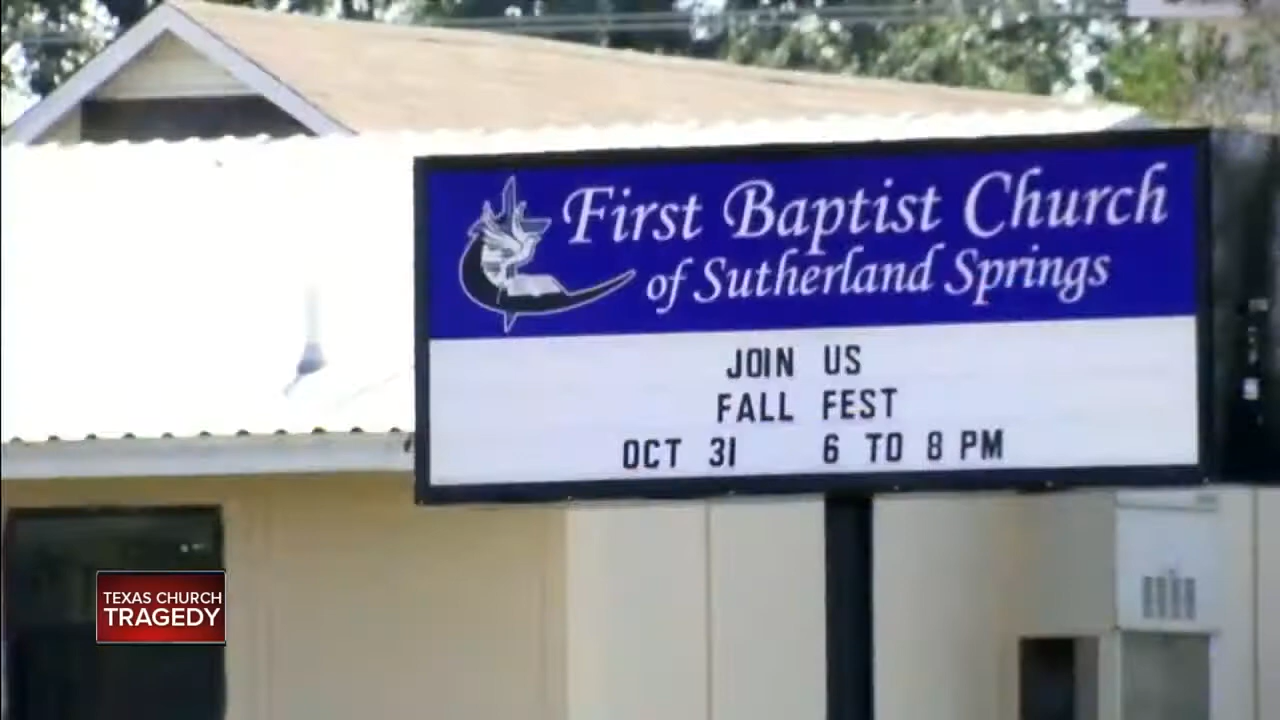 First Baptist Church
of Sutherland Springs
JOIN US
FALL FEST
OCT 31 6 TO 8 PM
TEXAS CHURCH
TRAGEDY